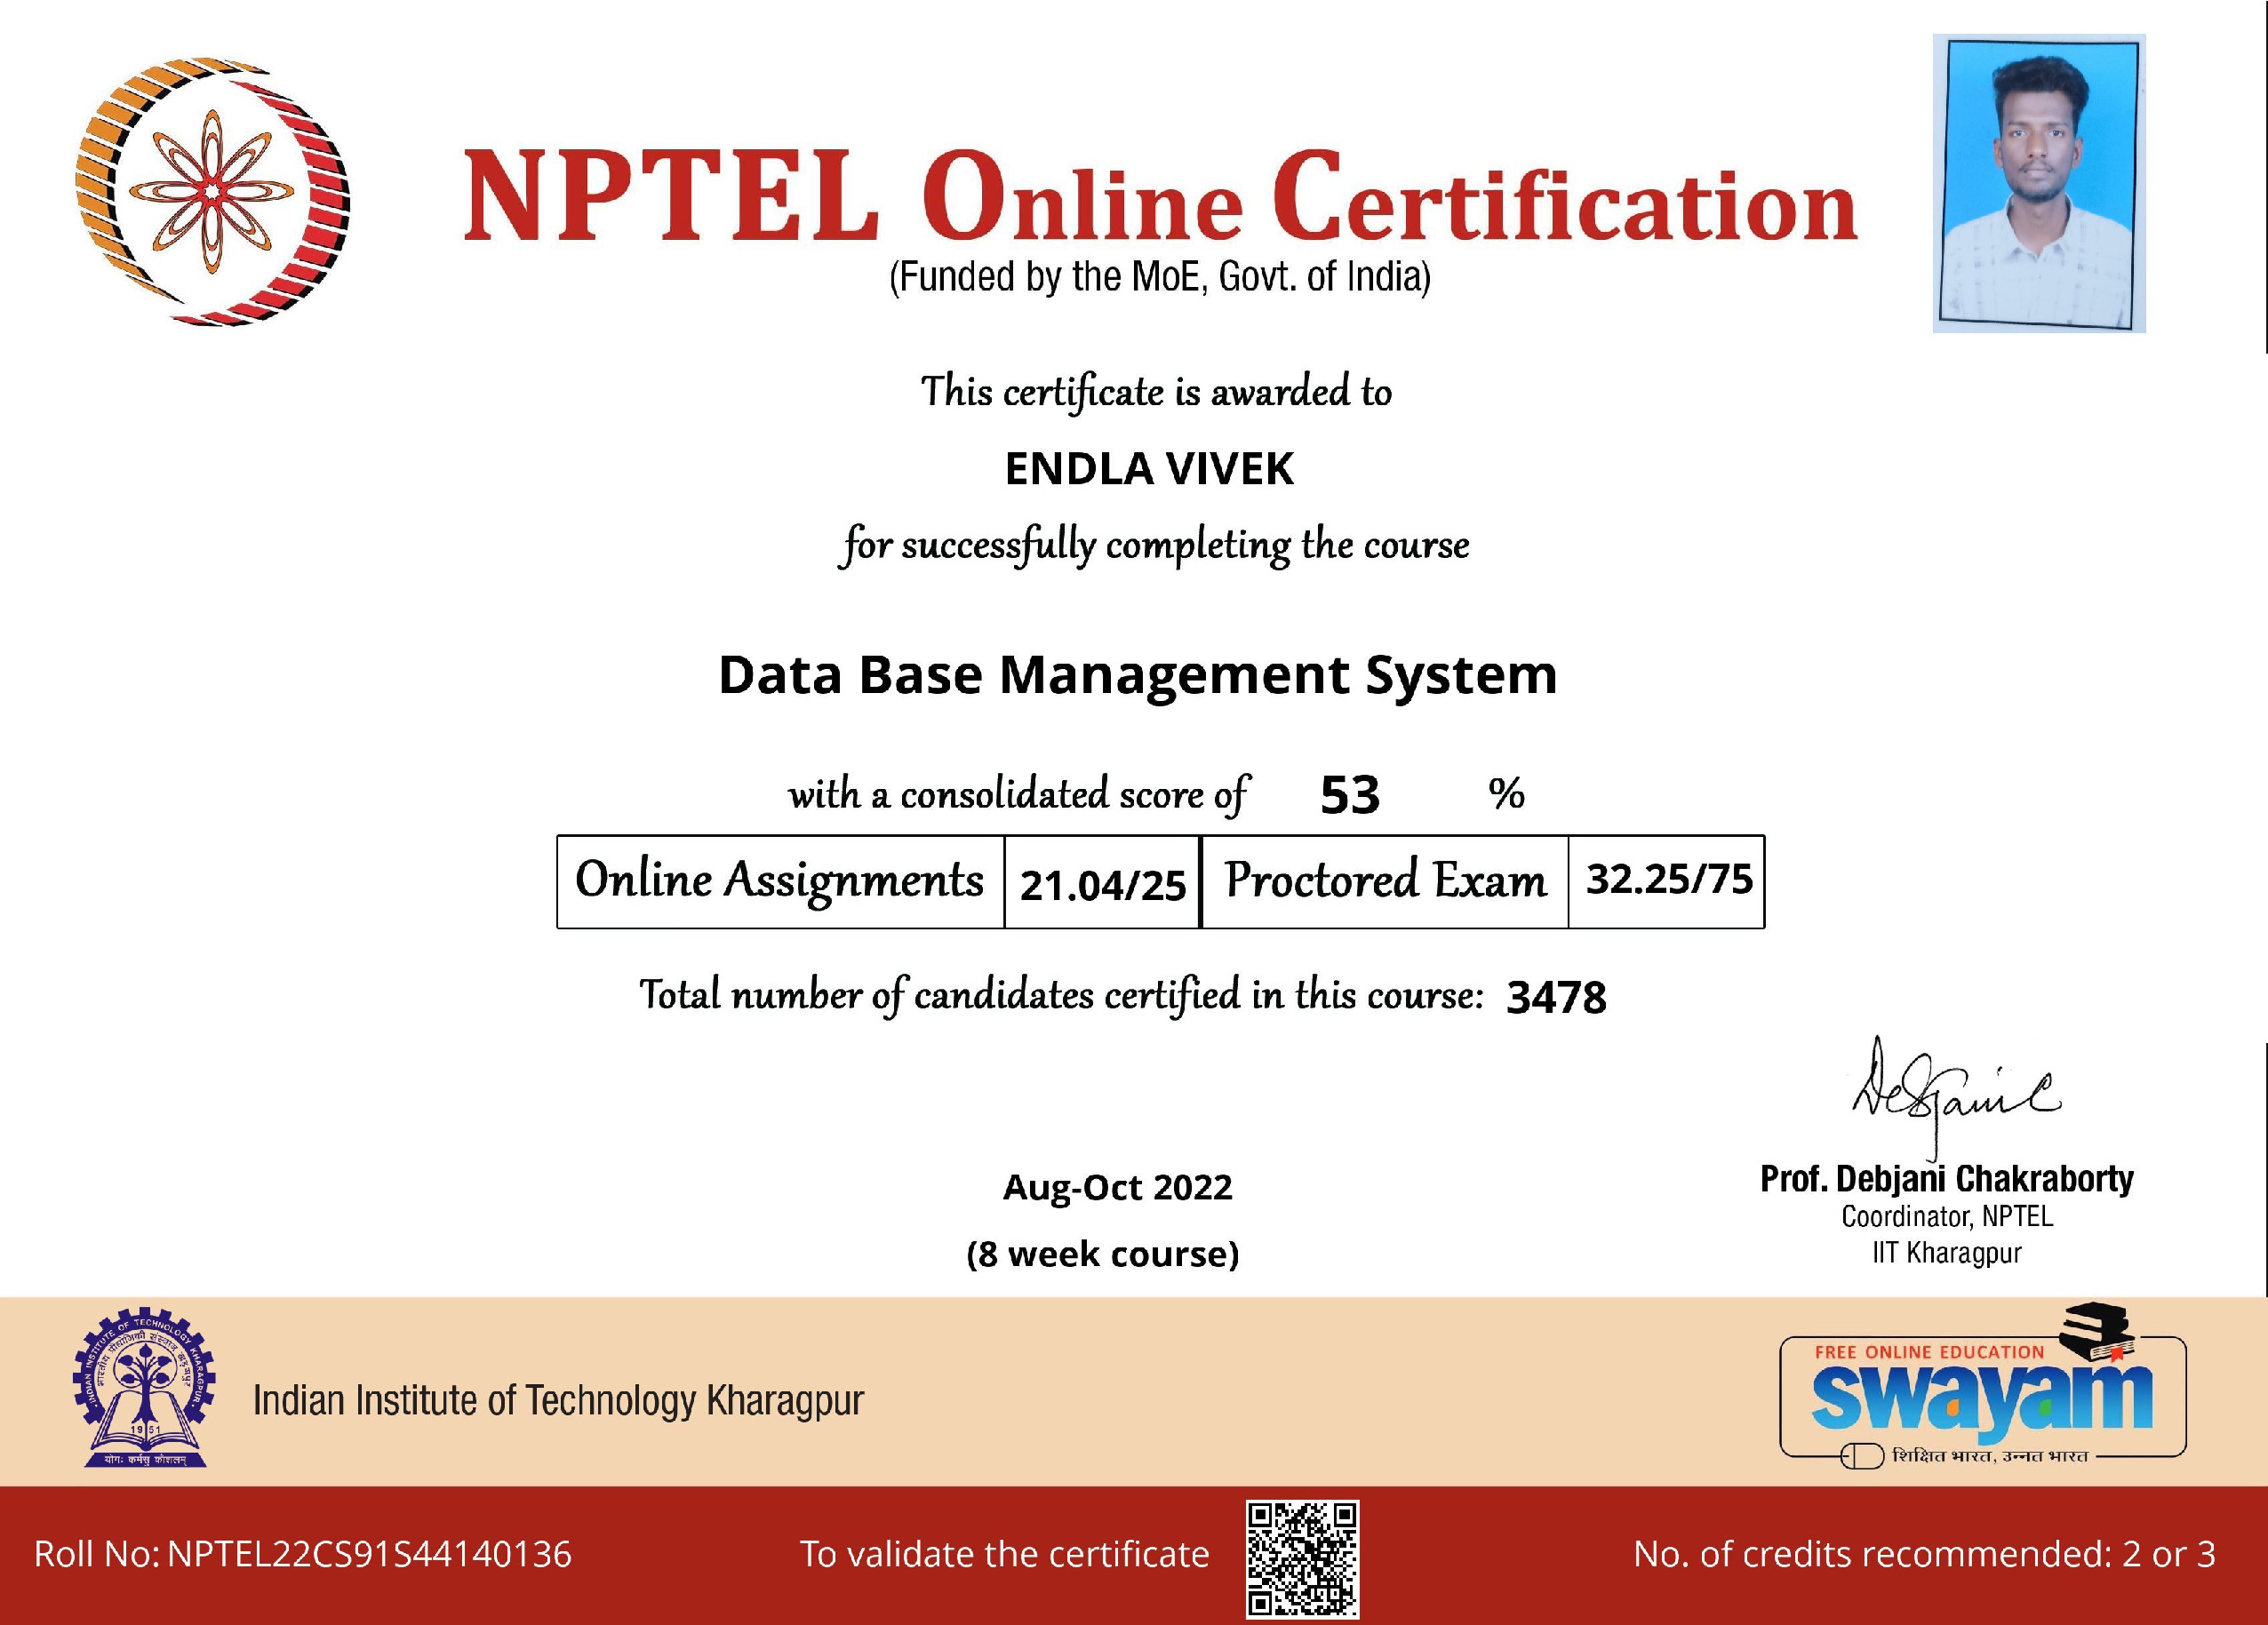 NPTEL Online Certification
(Funded by the MoE, Govt. of India)
This certificate is awarded to
ENDLA VIVEK
for successfully completing the course
Data Base Management System
with a consolidated score of 53 %
Online Assignments 21.04/25 Proctored Exam 32.25/75
Total number of candidates certified in this course: 3478
Debjani C
Aug-Oct 2022
(8 week course)
Prof. Debjani Chakraborty
Coordinator, NPTEL
IIT Kharagpur
INDIAN INSTITUTE OF TECHNOLOGY KHARAGPUR
भारतीय प्रौद्योगिकी संस्थान खड़गपुर
1951
योगः कर्मसु कौशलम्
Indian Institute of Technology Kharagpur
FREE ONLINE EDUCATION
swayam
शिक्षित भारत, उन्नत भारत
Roll No: NPTEL22CS91S44140136
To validate the certificate
No. of credits recommended: 2 or 3